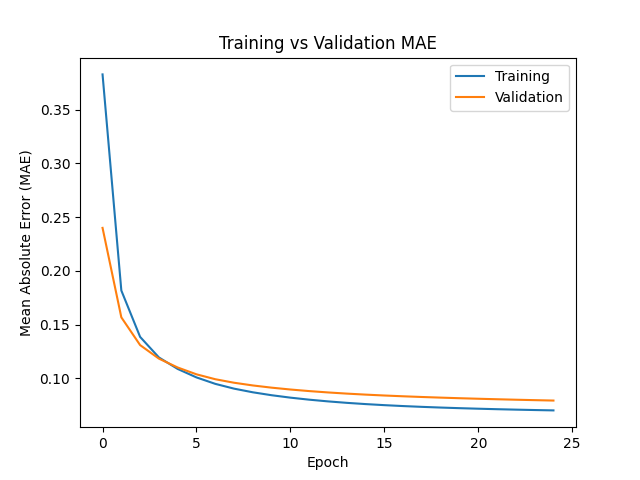 Training vs Validation MAE
Training
Validation
Mean Absolute Error (MAE)
0.35
0.30
0.25
0.20
0.15
0.10
0 5 10 15 20 25
Epoch